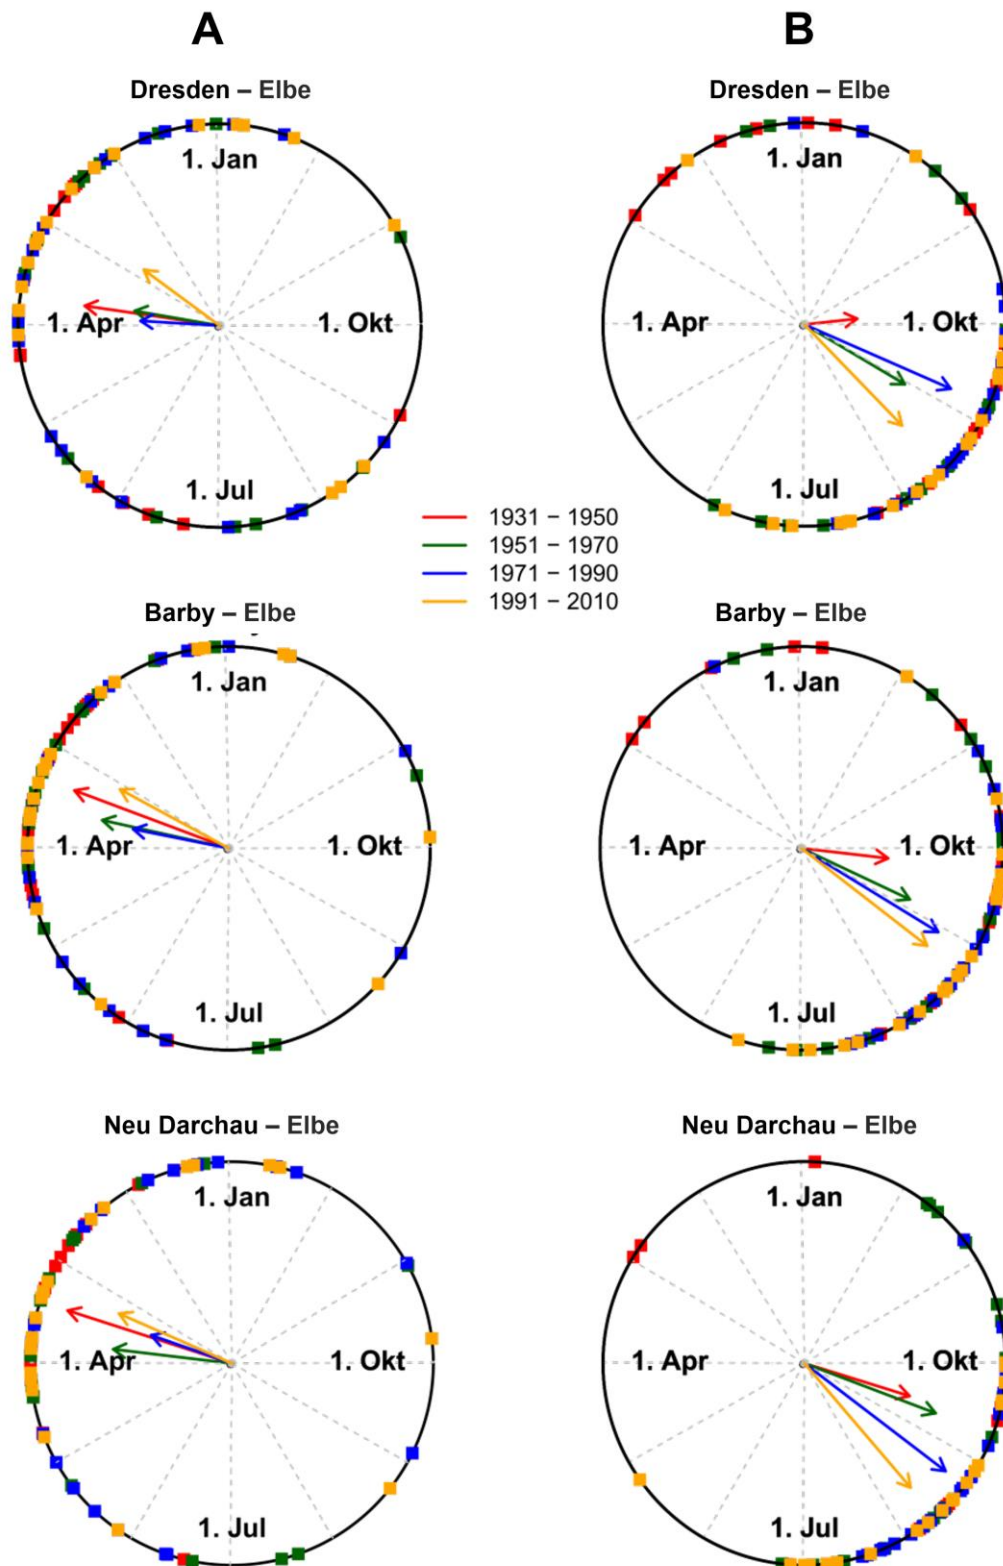 A B
Dresden – Elbe Dresden – Elbe
1. Jan 1. Jan
1. Apr 1. Okt 1. Apr 1. Okt
1. Jul 1. Jul
1931 – 1950
1951 – 1970
1971 – 1990
1991 – 2010
Barby – Elbe Barby – Elbe
1. Jan 1. Jan
1. Apr 1. Okt 1. Apr 1. Okt
1. Jul 1. Jul
Neu Darchau – Elbe Neu Darchau – Elbe
1. Jan 1. Jan
1. Apr 1. Okt 1. Apr 1. Okt
1. Jul 1. Jul